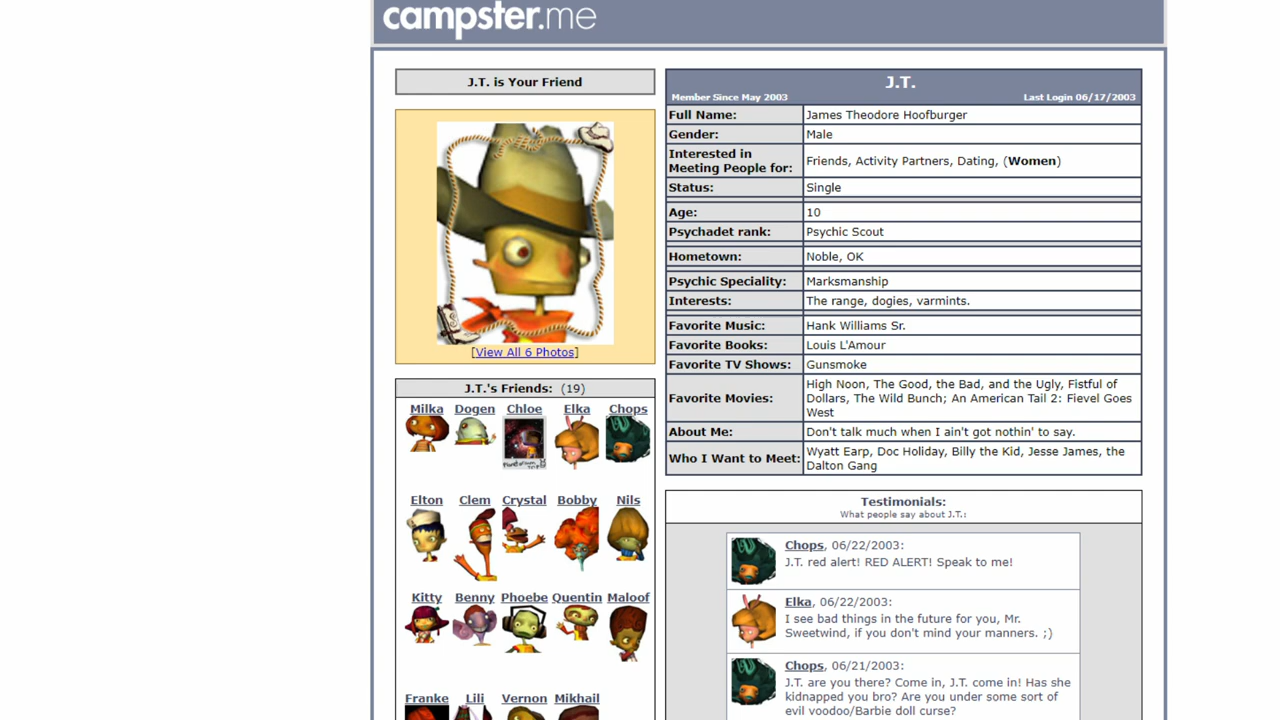 campster.me
J.T. is Your Friend
[View All 6 Photos]
J.T.'s Friends: (19)
Milka Dogen Chloe Elka Chops
Elton Clem Crystal Bobby Nils
Kitty Benny Phoebe Quentin Maloof
Franke Lili Vernon Mikhail
J.T.
Member Since May 2003 Last Login 06/17/2003
Full Name: James Theodore Hoofburger
Gender: Male
Interested in
Meeting People for: Friends, Activity Partners, Dating, (Women)
Status: Single
Age: 10
Psychadet rank: Psychic Scout
Hometown: Noble, OK
Psychic Speciality: Marksmanship
Interests: The range, dogies, varmints.
Favorite Music: Hank Williams Sr.
Favorite Books: Louis L'Amour
Favorite TV Shows: Gunsmoke
Favorite Movies: High Noon, The Good, the Bad, and the Ugly, Fistful of
Dollars, The Wild Bunch; An American Tail 2: Fievel Goes
West
About Me: Don't talk much when I ain't got nothin' to say.
Who I Want to Meet: Wyatt Earp, Doc Holiday, Billy the Kid, Jesse James, the
Dalton Gang
Testimonials:
What people say about J.T.:
Chops, 06/22/2003:
J.T. red alert! RED ALERT! Speak to me!
Elka, 06/22/2003:
I see bad things in the future for you, Mr.
Sweetwind, if you don't mind your manners. ;)
Chops, 06/21/2003:
J.T. are you there? Come in, J.T. come in! Has she
kidnapped you bro? Are you under some sort of
evil voodoo/Barbie doll curse?